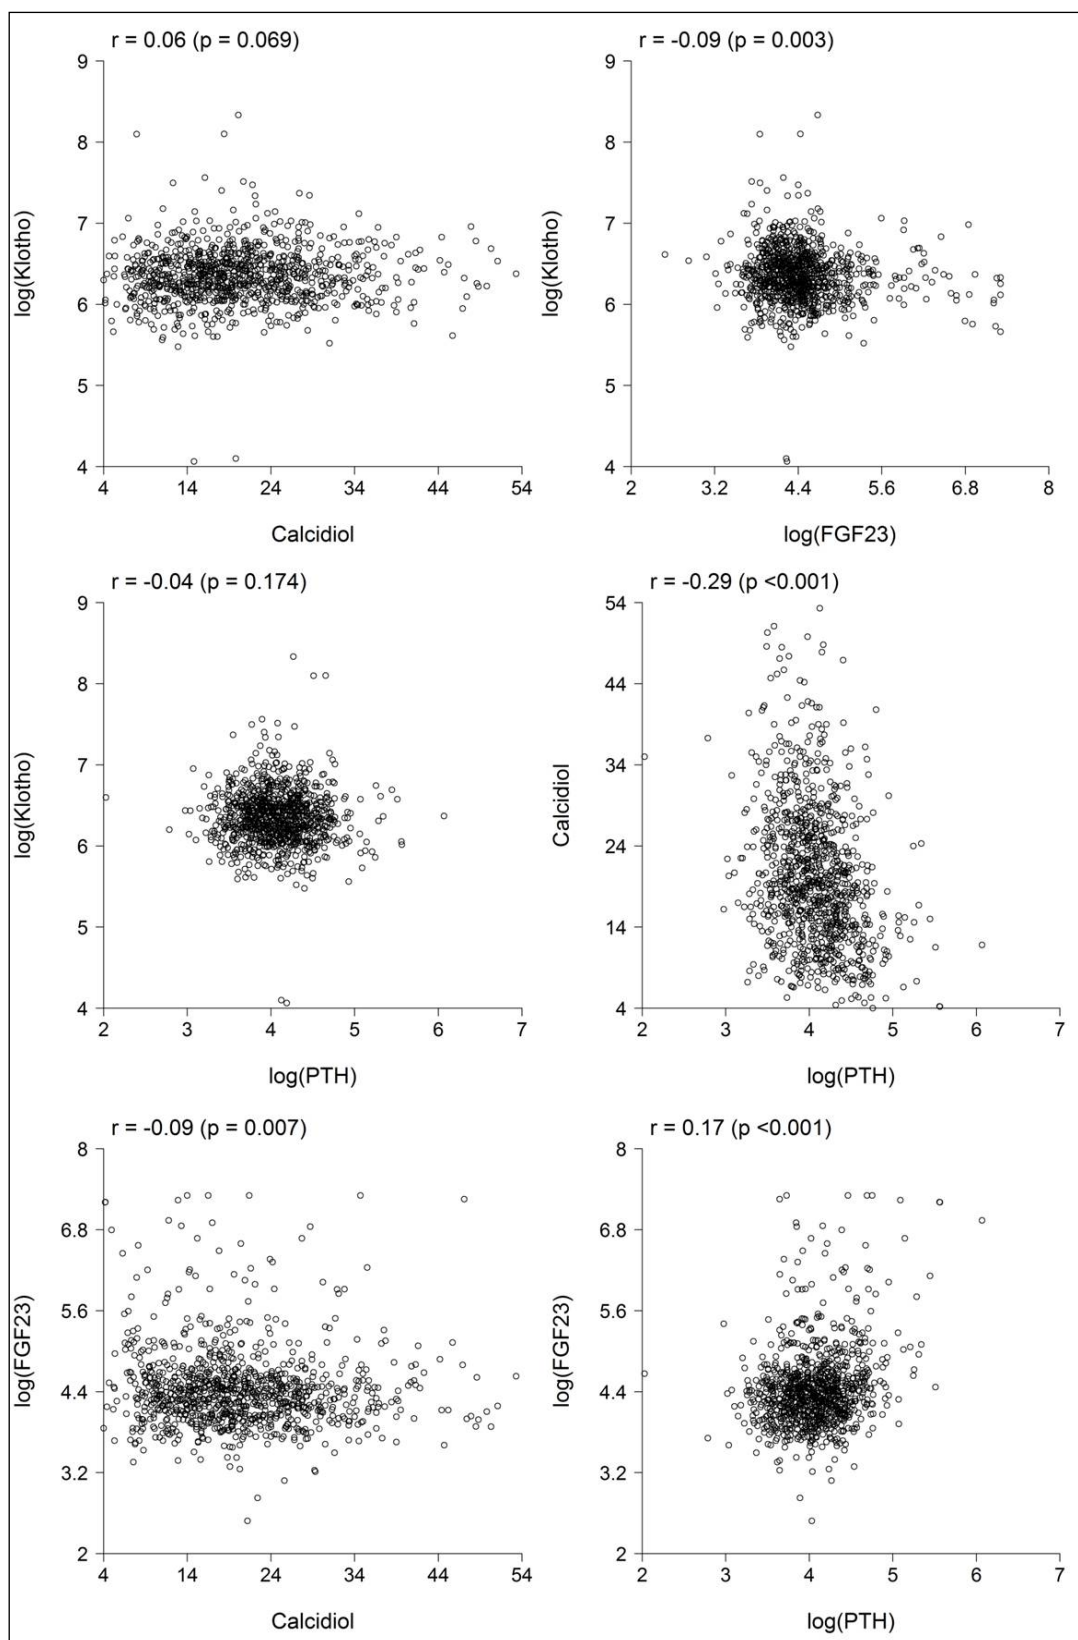 r = 0.06 (p = 0.069)
9
8
7
6
5
4
log(Klotho)
4 14 24 34 44 54
Calcidiol
r = -0.09 (p = 0.003)
9
8
7
6
5
4
log(Klotho)
2 3.2 4.4 5.6 6.8 8
log(FGF23)
r = -0.04 (p = 0.174)
9
8
7
6
5
4
log(Klotho)
2 3 4 5 6 7
log(PTH)
r = -0.29 (p <0.001)
54
44
34
24
14
4
Calcidiol
2 3 4 5 6 7
log(PTH)
r = -0.09 (p = 0.007)
8
6.8
5.6
4.4
3.2
2
log(FGF23)
4 14 24 34 44 54
Calcidiol
r = 0.17 (p <0.001)
8
6.8
5.6
4.4
3.2
2
log(FGF23)
2 3 4 5 6 7
log(PTH)